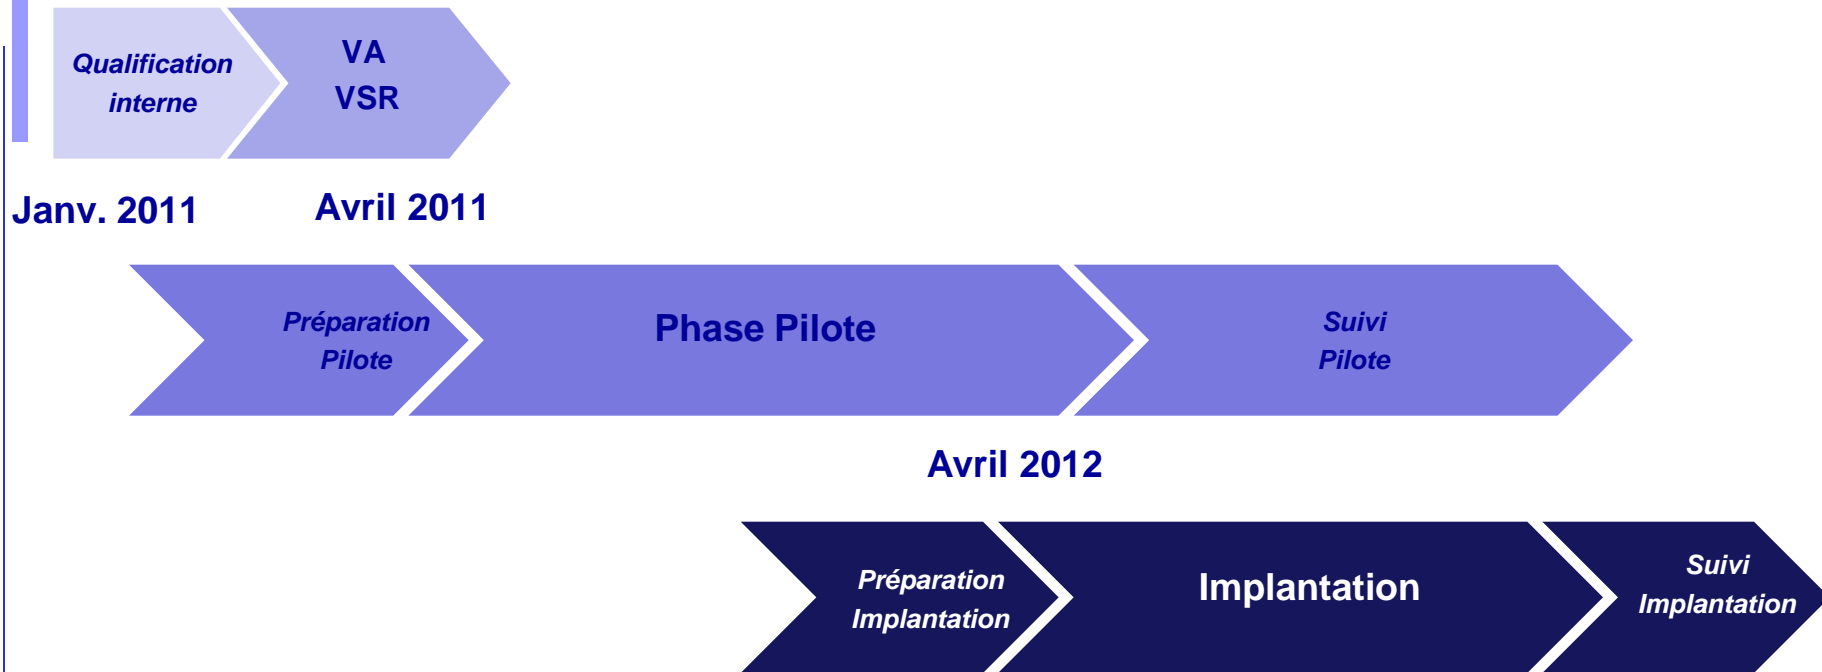 Qualification
interne
VA
VSR
Janv. 2011
Avril 2011
Préparation
Pilote
Phase Pilote
Suivi
Pilote
Avril 2012
Préparation
Implantation
Implantation
Suivi
Implantation